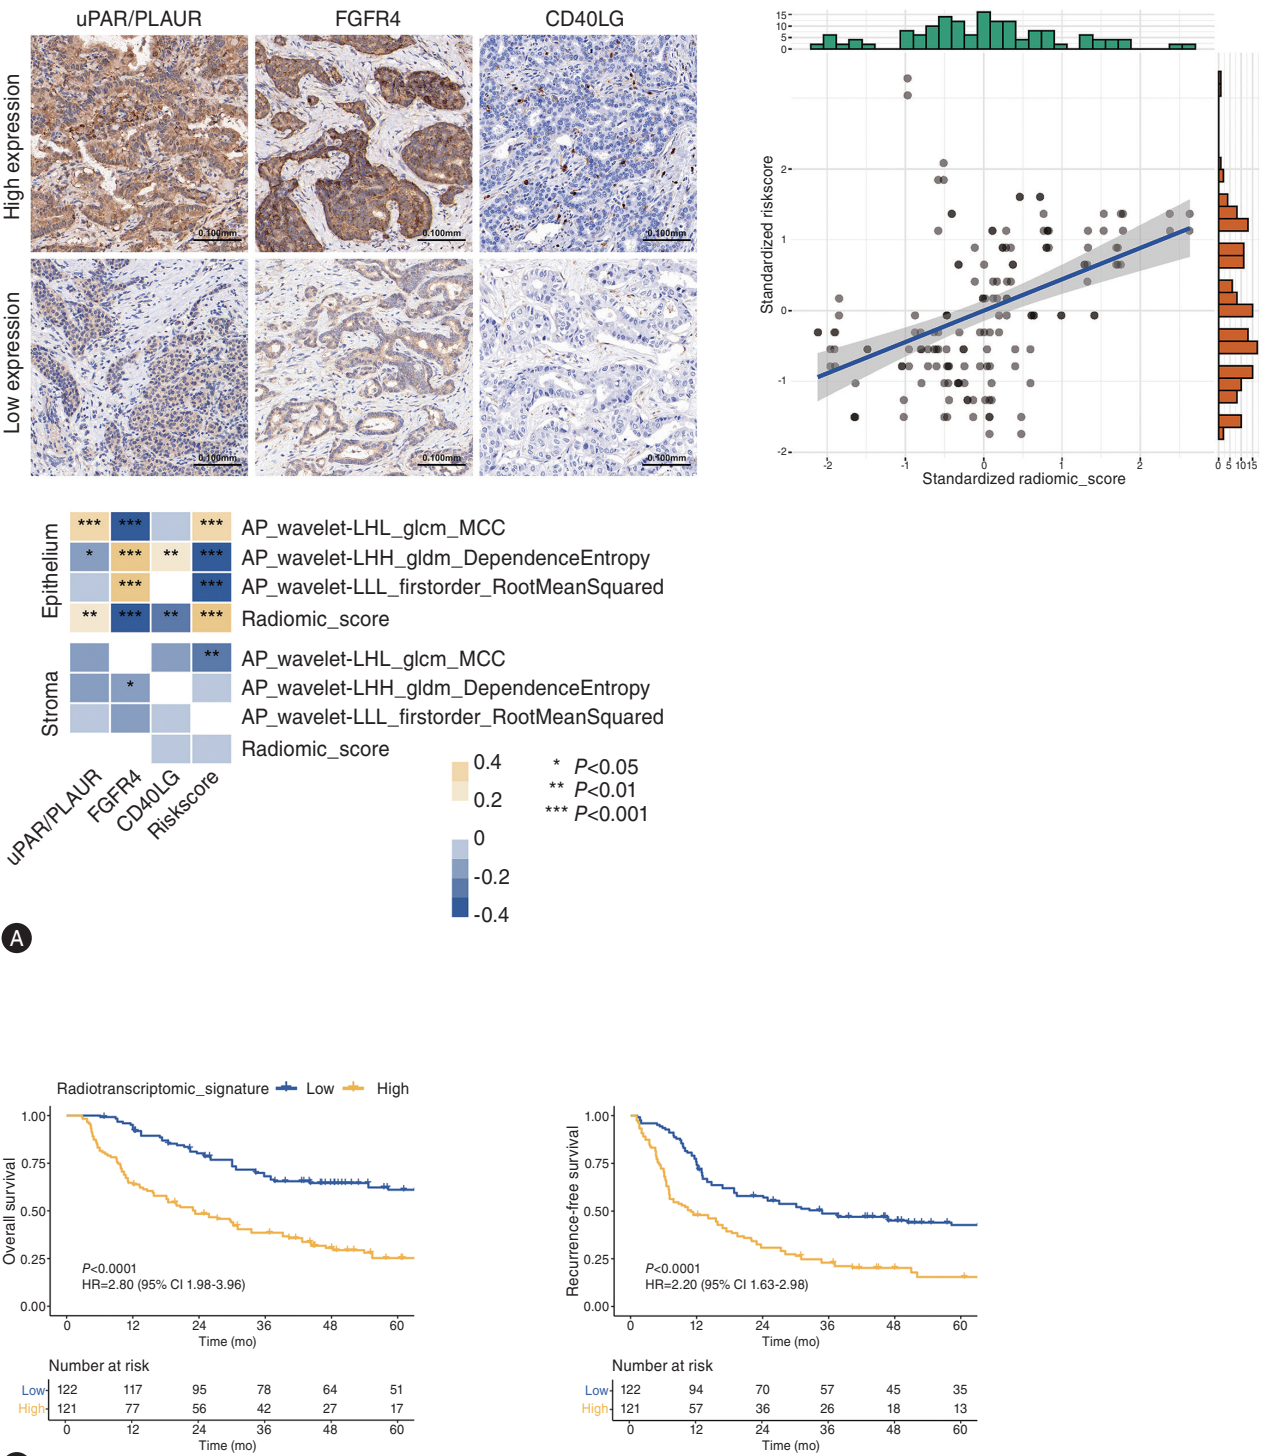 uPAR/PLAUR FGFR4 CD40LG
High expression
0.100mm 0.100mm 0.100mm
Low expression
0.100mm 0.100mm 0.100mm
15
10
5
0
Standardized riskscore
2
1
0
-1
-2
-2 -1 0 1 2
Standardized radiomic_score
0 5 10 15
Epithelium
*** *** *** AP_wavelet-LHL_glcm_MCC
* *** ** *** AP_wavelet-LHH_gldm_DependenceEntropy
*** *** AP_wavelet-LLL_firstorder_RootMeanSquared
** *** ** *** Radiomic_score
Stroma
** AP_wavelet-LHL_glcm_MCC
* AP_wavelet-LHH_gldm_DependenceEntropy
AP_wavelet-LLL_firstorder_RootMeanSquared
Radiomic_score
uPAR/PLAUR FGFR4 CD40LG Riskscore
0.4
0.2
0
-0.2
-0.4
* P<0.05
** P<0.01
*** P<0.001
A
Radiotranscriptomic_signature Low High
Overall survival
1.00
0.75
0.50
0.25
0.00
P<0.0001
HR=2.80 (95% CI 1.98-3.96)
0 12 24 36 48 60
Time (mo)
Number at risk
Low 122 117 95 78 64 51
High 121 77 56 42 27 17
0 12 24 36 48 60
Time (mo)
Recurrence-free survival
1.00
0.75
0.50
0.25
0.00
P<0.0001
HR=2.20 (95% CI 1.63-2.98)
0 12 24 36 48 60
Time (mo)
Number at risk
Low 122 94 70 57 45 35
High 121 57 36 26 18 13
0 12 24 36 48 60
Time (mo)